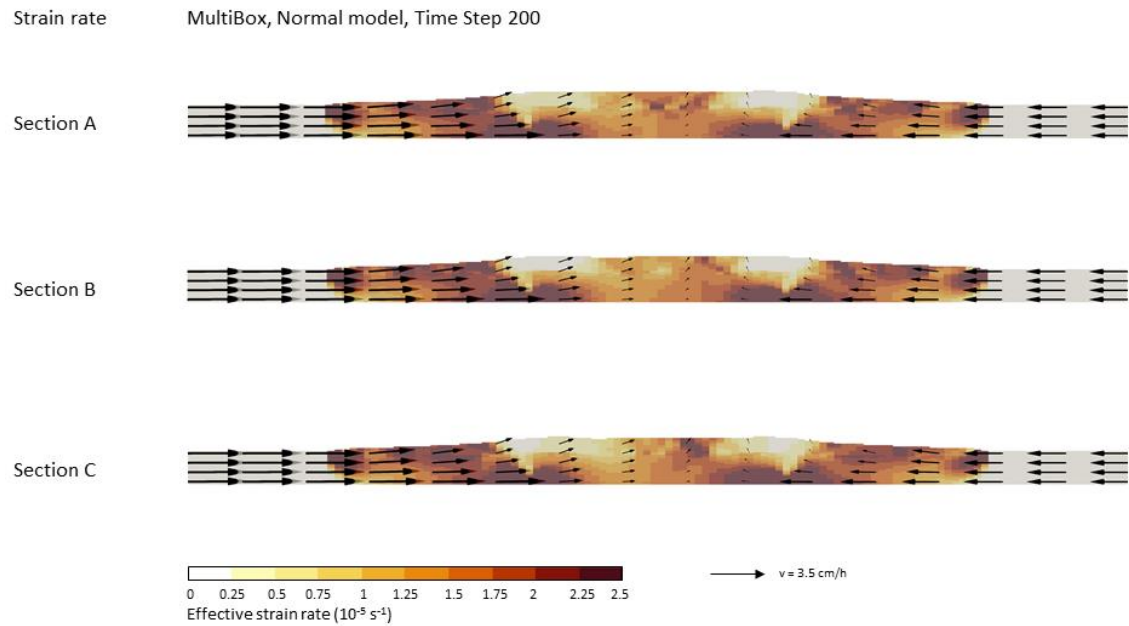 Strain rate MultiBox, Normal model, Time Step 200
Section A
Section B
Section C
v = 3.5 cm/h
0 0.25 0.5 0.75 1 1.25 1.5 1.75 2 2.25 2.5
Effective strain rate (10⁻⁵ s⁻¹)